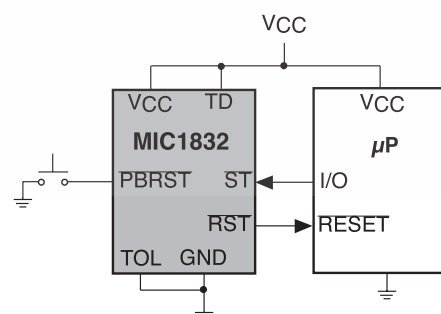 VCC
VCC TD VCC
MIC1832 µP
PBRST ST I/O
RST RESET
TOL GND